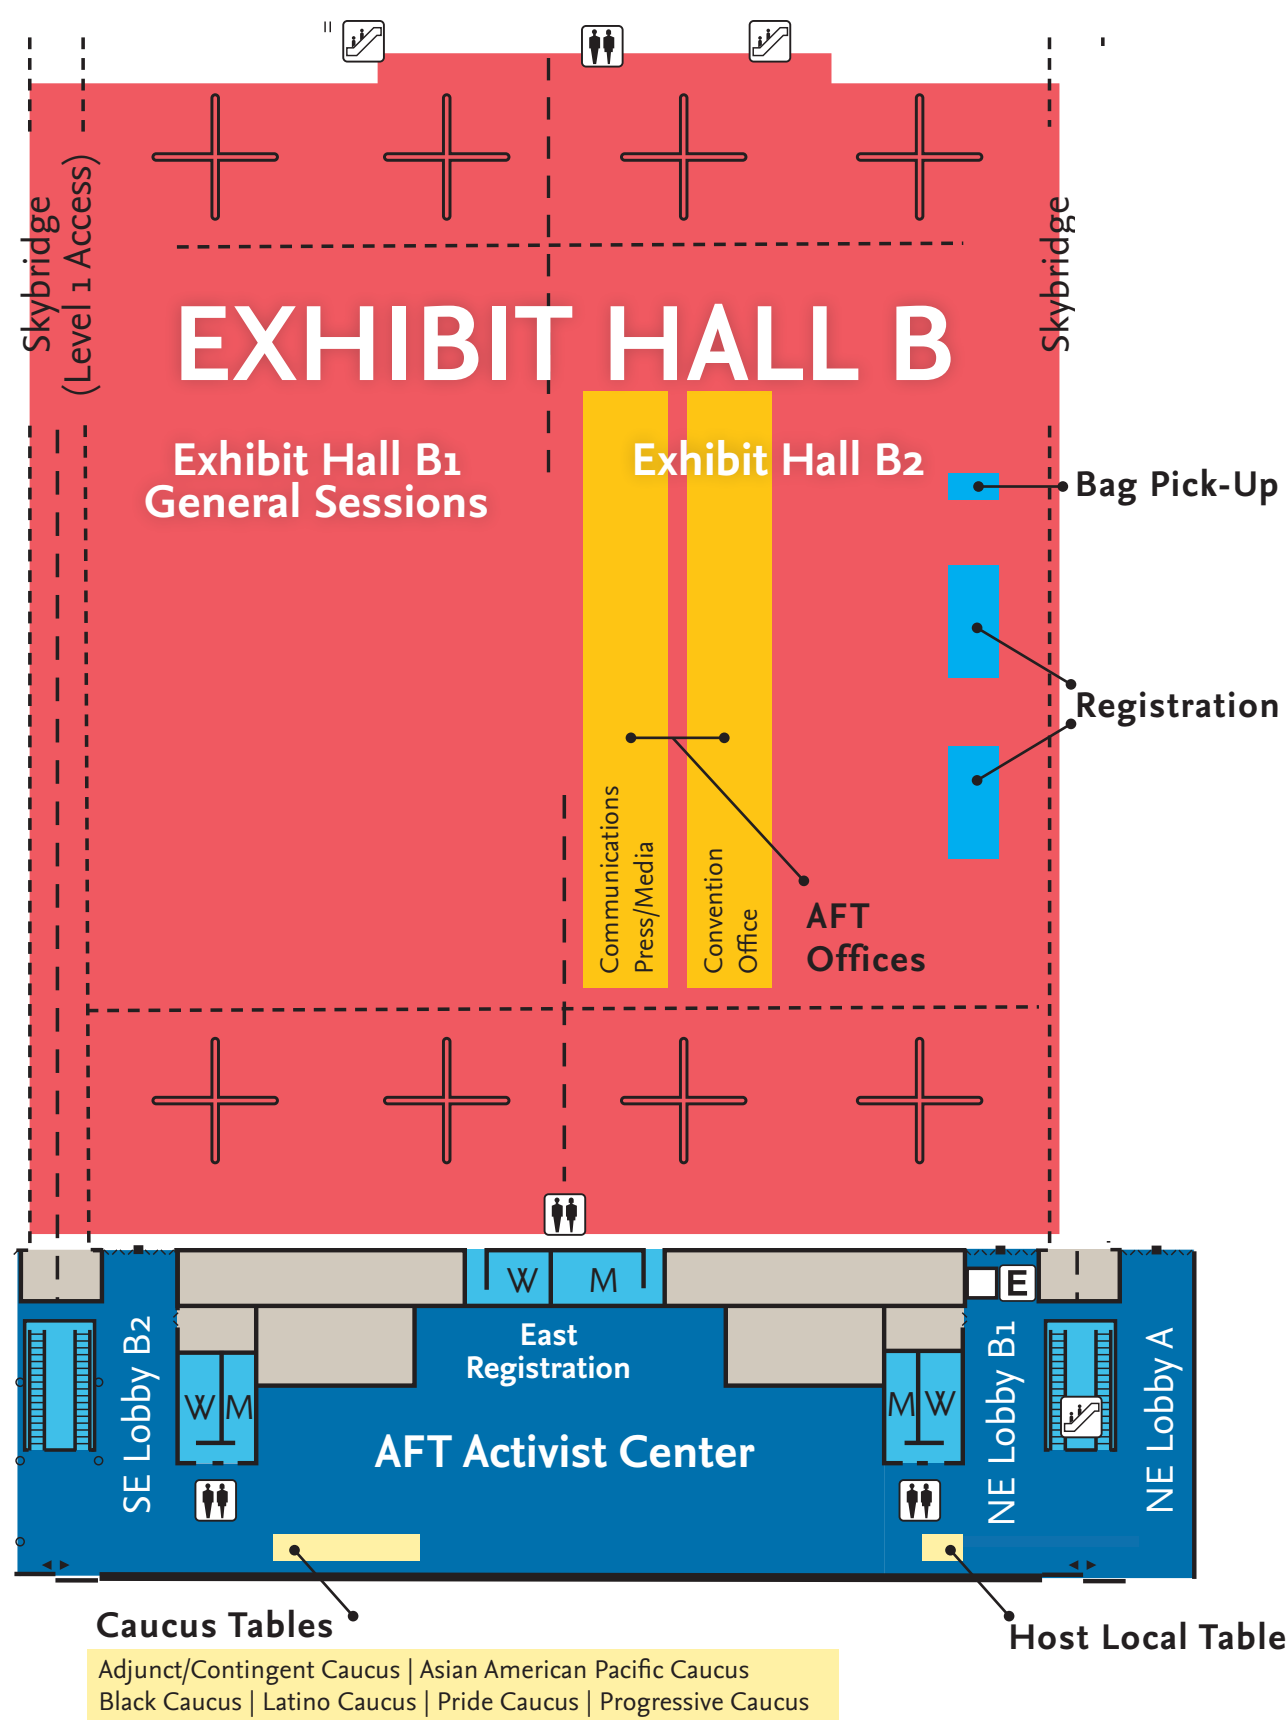 Skybridge
(Level 1 Access)
Skybridge
EXHIBIT HALL B
Exhibit Hall B1
General Sessions
Exhibit Hall B2
Bag Pick-Up
Registration
Communications
Press/Media
Convention
Office
AFT
Offices
W
M
E
East
Registration
SE Lobby B2
W
M
AFT Activist Center
M
W
NE Lobby B1
NE Lobby A
Caucus Tables
Host Local Table
Adjunct/Contingent Caucus | Asian American Pacific Caucus
Black Caucus | Latino Caucus | Pride Caucus | Progressive Caucus